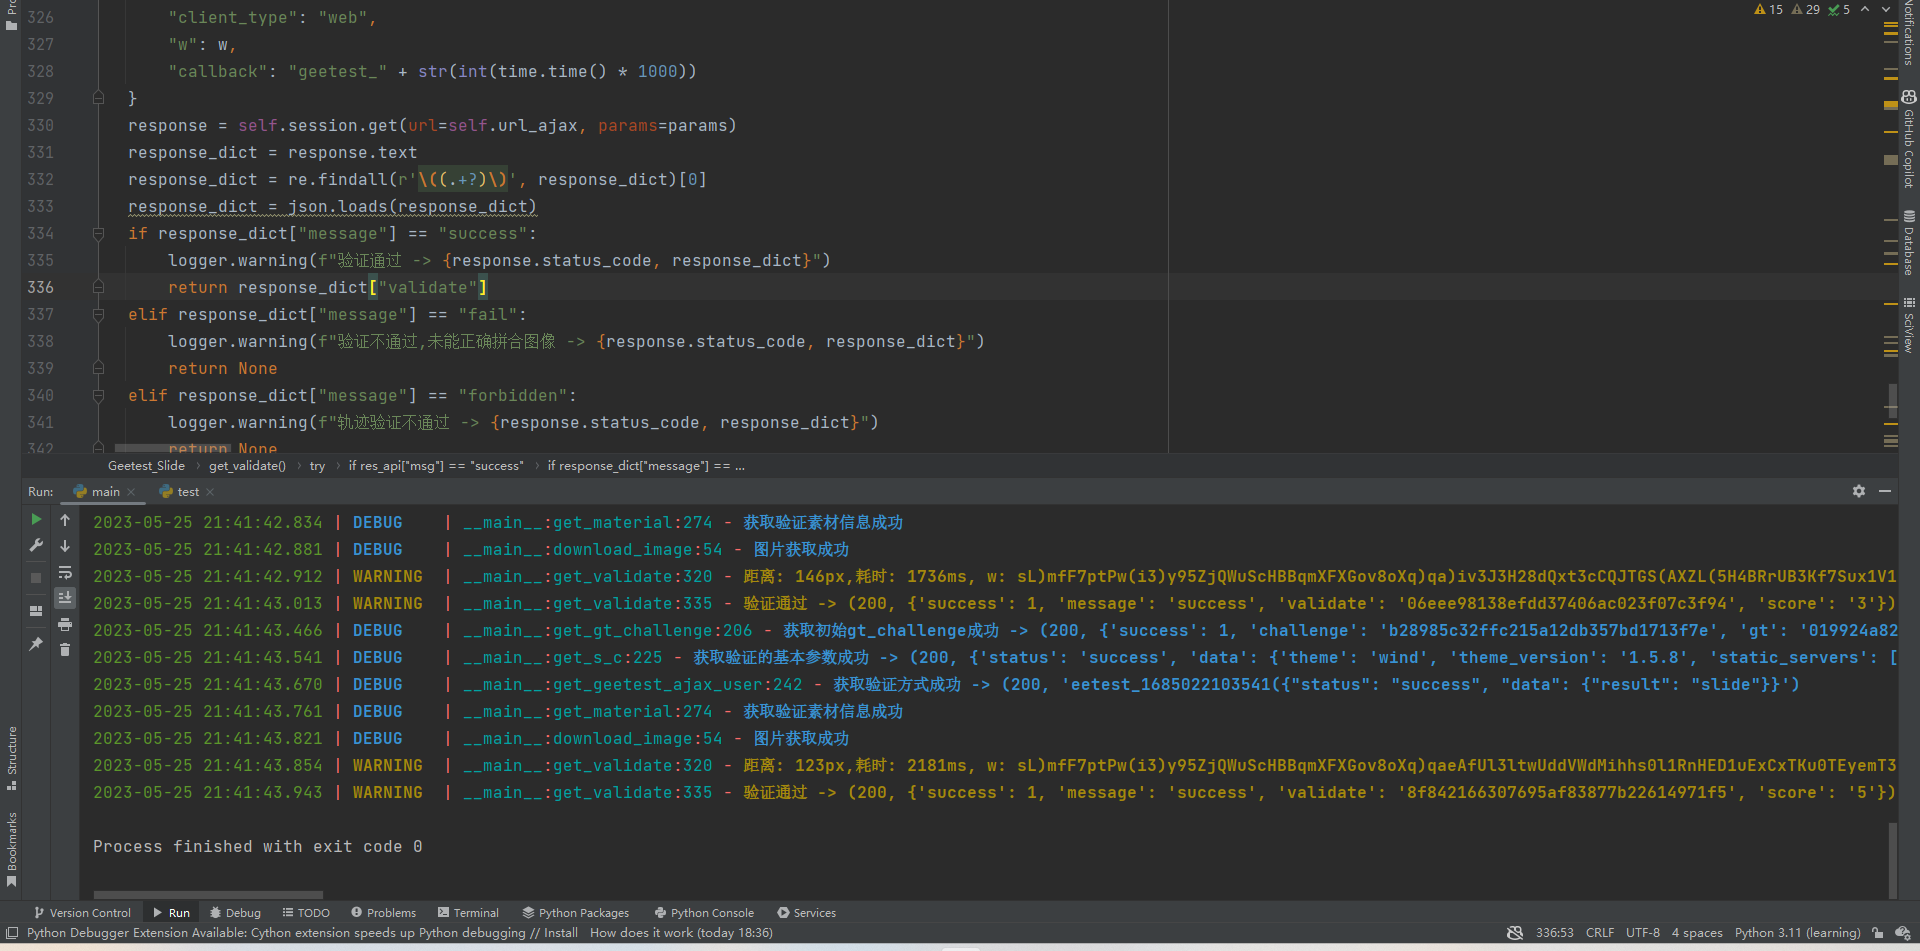 326 "client_type": "web",
327 "w": w,
328 "callback": "geetest_" + str(int(time.time() * 1000))
329 }
330 response = self.session.get(url=self.url_ajax, params=params)
331 response_dict = response.text
332 response_dict = re.findall(r'\((.+?)\)', response_dict)[0]
333 response_dict = json.loads(response_dict)
334 if response_dict["message"] == "success":
335 logger.warning(f"验证通过 -> {response.status_code, response_dict}")
336 return response_dict["validate"]
337 elif response_dict["message"] == "fail":
338 logger.warning(f"验证不通过,未能正确拼合图像 -> {response.status_code, response_dict}")
339 return None
340 elif response_dict["message"] == "forbidden":
341 logger.warning(f"轨迹验证不通过 -> {response.status_code, response_dict}")
342 return None
15 29 5
Notifications
GitHub Copilot
Database
SciView
Geetest_Slide › get_validate() › try › if res_api["msg"] == "success" › if response_dict["message"] == ...
Run: main test
2023-05-25 21:41:42.834 | DEBUG | __main__:get_material:274 - 获取验证素材信息成功
2023-05-25 21:41:42.881 | DEBUG | __main__:download_image:54 - 图片获取成功
2023-05-25 21:41:42.912 | WARNING | __main__:get_validate:320 - 距离: 146px,耗时: 1736ms, w: sL)mfF7ptPw(i3)y95ZjQWuScHBBqmXFXGov8oXq)qa)iv3J3H28dQxt3cCQJTGS(AXZL(5H4BRrUB3Kf7Sux1V1
2023-05-25 21:41:43.013 | WARNING | __main__:get_validate:335 - 验证通过 -> (200, {'success': 1, 'message': 'success', 'validate': '06eee98138efdd37406ac023f07c3f94', 'score': '3'})
2023-05-25 21:41:43.466 | DEBUG | __main__:get_gt_challenge:206 - 获取初始gt_challenge成功 -> (200, {'success': 1, 'challenge': 'b28985c32ffc215a12db357bd1713f7e', 'gt': '019924a82
2023-05-25 21:41:43.541 | DEBUG | __main__:get_s_c:225 - 获取验证的基本参数成功 -> (200, {'status': 'success', 'data': {'theme': 'wind', 'theme_version': '1.5.8', 'static_servers': [
2023-05-25 21:41:43.670 | DEBUG | __main__:get_geetest_ajax_user:242 - 获取验证方式成功 -> (200, 'eetest_1685022103541({"status": "success", "data": {"result": "slide"}}')
2023-05-25 21:41:43.761 | DEBUG | __main__:get_material:274 - 获取验证素材信息成功
2023-05-25 21:41:43.821 | DEBUG | __main__:download_image:54 - 图片获取成功
2023-05-25 21:41:43.854 | WARNING | __main__:get_validate:320 - 距离: 123px,耗时: 2181ms, w: sL)mfF7ptPw(i3)y95ZjQWuScHBBqmXFXGov8oXq)qaeAfUl3ltwUddVWdMihhs0l1RnHED1uExCxTKu0TEyemT3
2023-05-25 21:41:43.943 | WARNING | __main__:get_validate:335 - 验证通过 -> (200, {'success': 1, 'message': 'success', 'validate': '8f842166307695af83877b22614971f5', 'score': '5'})
Process finished with exit code 0
Structure
Bookmarks
Version Control Run Debug TODO Problems Terminal Python Packages Python Console Services
Python Debugger Extension Available: Cython extension speeds up Python debugging // Install How does it work (today 18:36) 336:53 CRLF UTF-8 4 spaces Python 3.11 (learning)